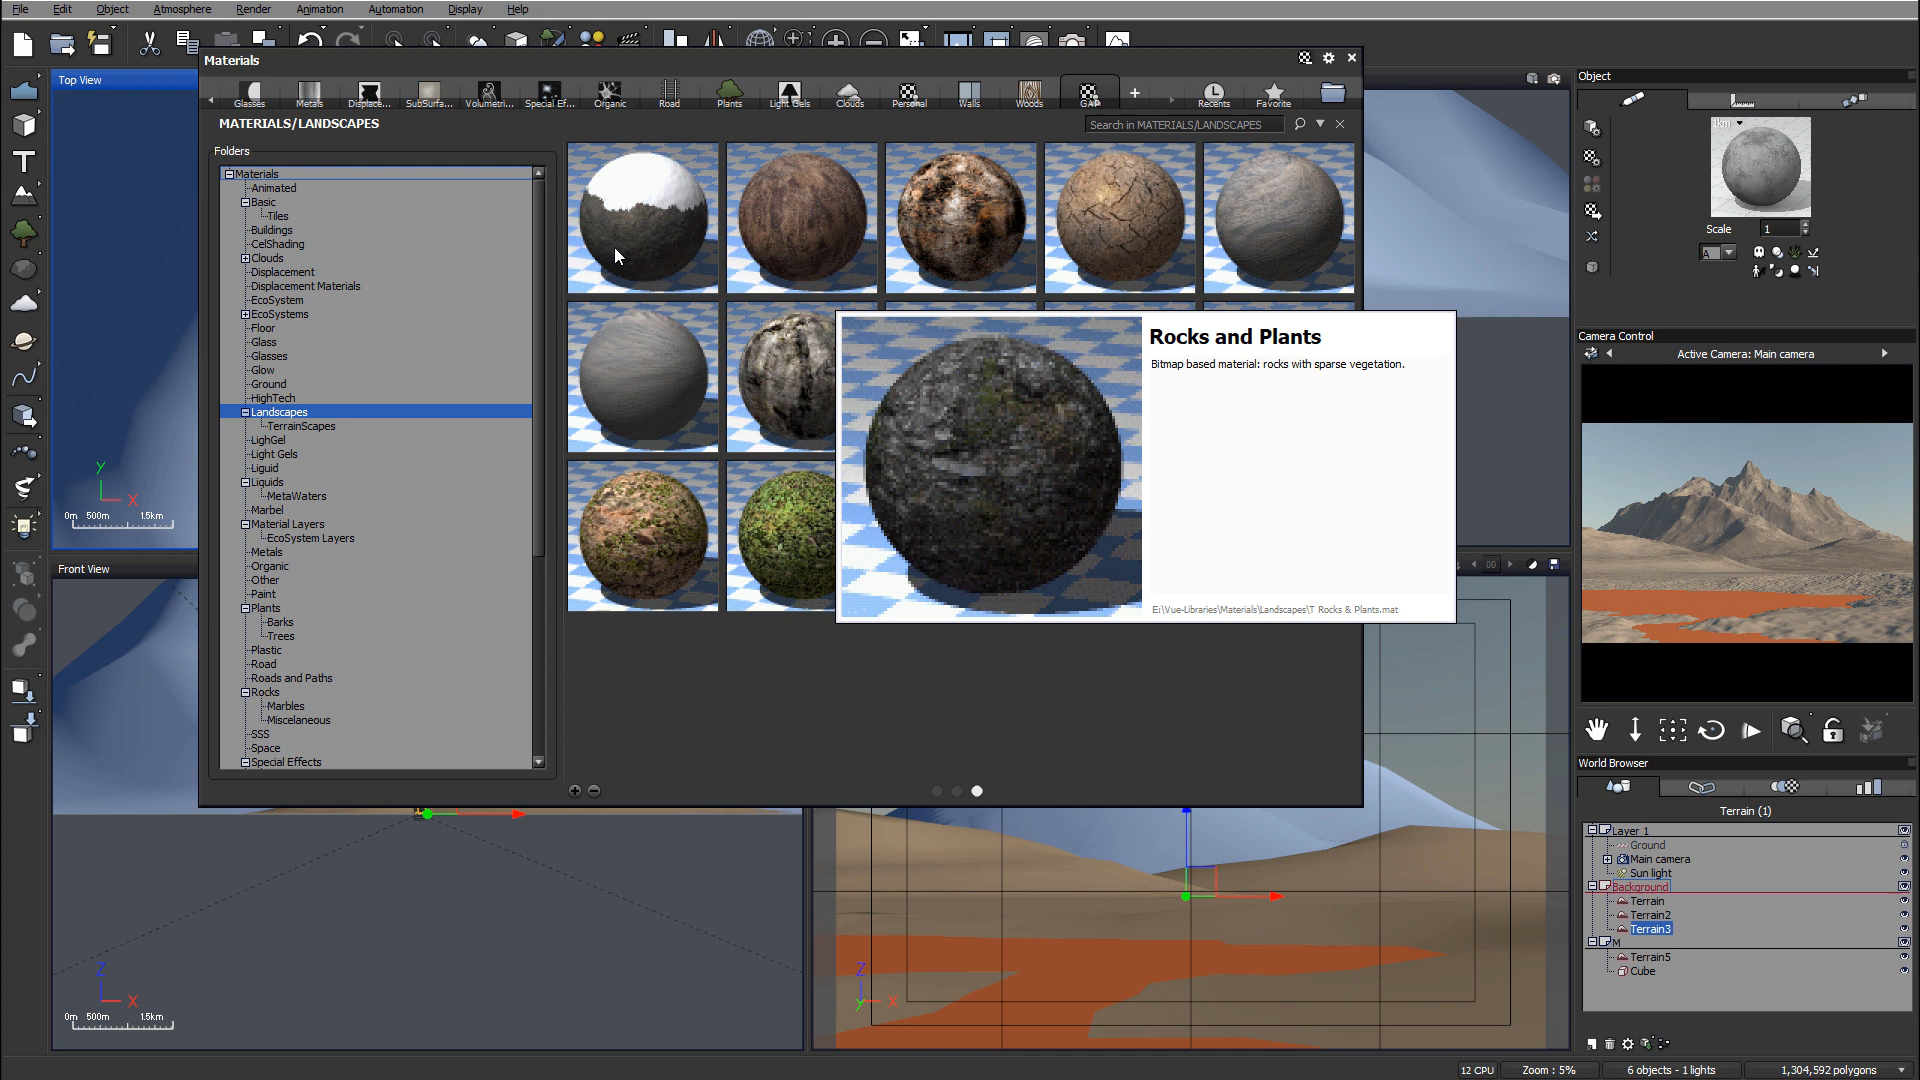 File Edit Object Atmosphere Render Animation Automation Display Help
Materials
Glasses Metals Displace... SubSurfa... Volumetri... Special Ef... Organic Road Plants Light Gels Clouds Personal Walls Woods GAP Recents Favorite
MATERIALS/LANDSCAPES
Search in MATERIALS/LANDSCAPES
Folders
Materials
Animated
Basic
Tiles
Buildings
CelShading
Clouds
Displacement
Displacement Materials
EcoSystem
EcoSystems
Floor
Glass
Glasses
Glow
Ground
HighTech
Landscapes
TerrainScapes
LighGel
Light Gels
Liquid
Liquids
MetaWaters
Marbel
Material Layers
EcoSystem Layers
Metals
Organic
Other
Paint
Plants
Barks
Trees
Plastic
Road
Roads and Paths
Rocks
Marbles
Miscelaneous
SSS
Space
Special Effects
Rocks and Plants
Bitmap based material: rocks with sparse vegetation.
E:\Vue-Libraries\Materials\Landscapes\T Rocks & Plants.mat
Top View
Y
X
0m 500m 1.5km
Front View
Z
X
0m 500m 1.5km
00
Z
Y X
Object
1km
Scale 1
A
Camera Control
Active Camera: Main camera
World Browser
Terrain (1)
Layer 1
Ground
Main camera
Sun light
Background
Terrain
Terrain2
Terrain3
M
Terrain5
Cube
12 CPU Zoom : 5% 6 objects - 1 lights 1,304,592 polygons